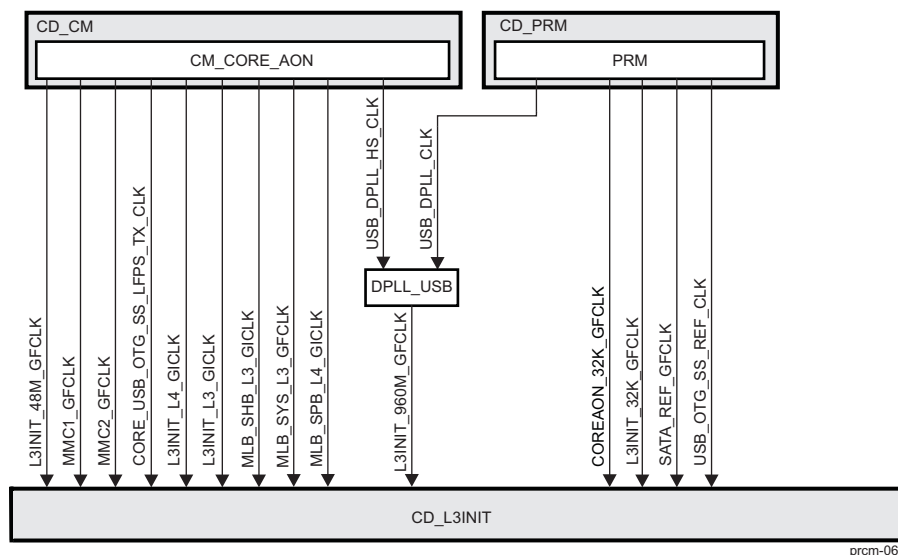 CD_CM
CM_CORE_AON
CD_PRM
PRM
L3INIT_48M_GFCLK
MMC1_GFCLK
MMC2_GFCLK
CORE_USB_OTG_SS_LFPS_TX_CLK
L3INIT_L4_GICLK
L3INIT_L3_GICLK
MLB_SHB_L3_GICLK
MLB_SYS_L3_GFCLK
MLB_SPB_L4_GICLK
USB_DPLL_HS_CLK
USB_DPLL_CLK
DPLL_USB
L3INIT_960M_GFCLK
COREAON_32K_GFCLK
L3INIT_32K_GFCLK
SATA_REF_GFCLK
USB_OTG_SS_REF_CLK
CD_L3INIT
prcm-06